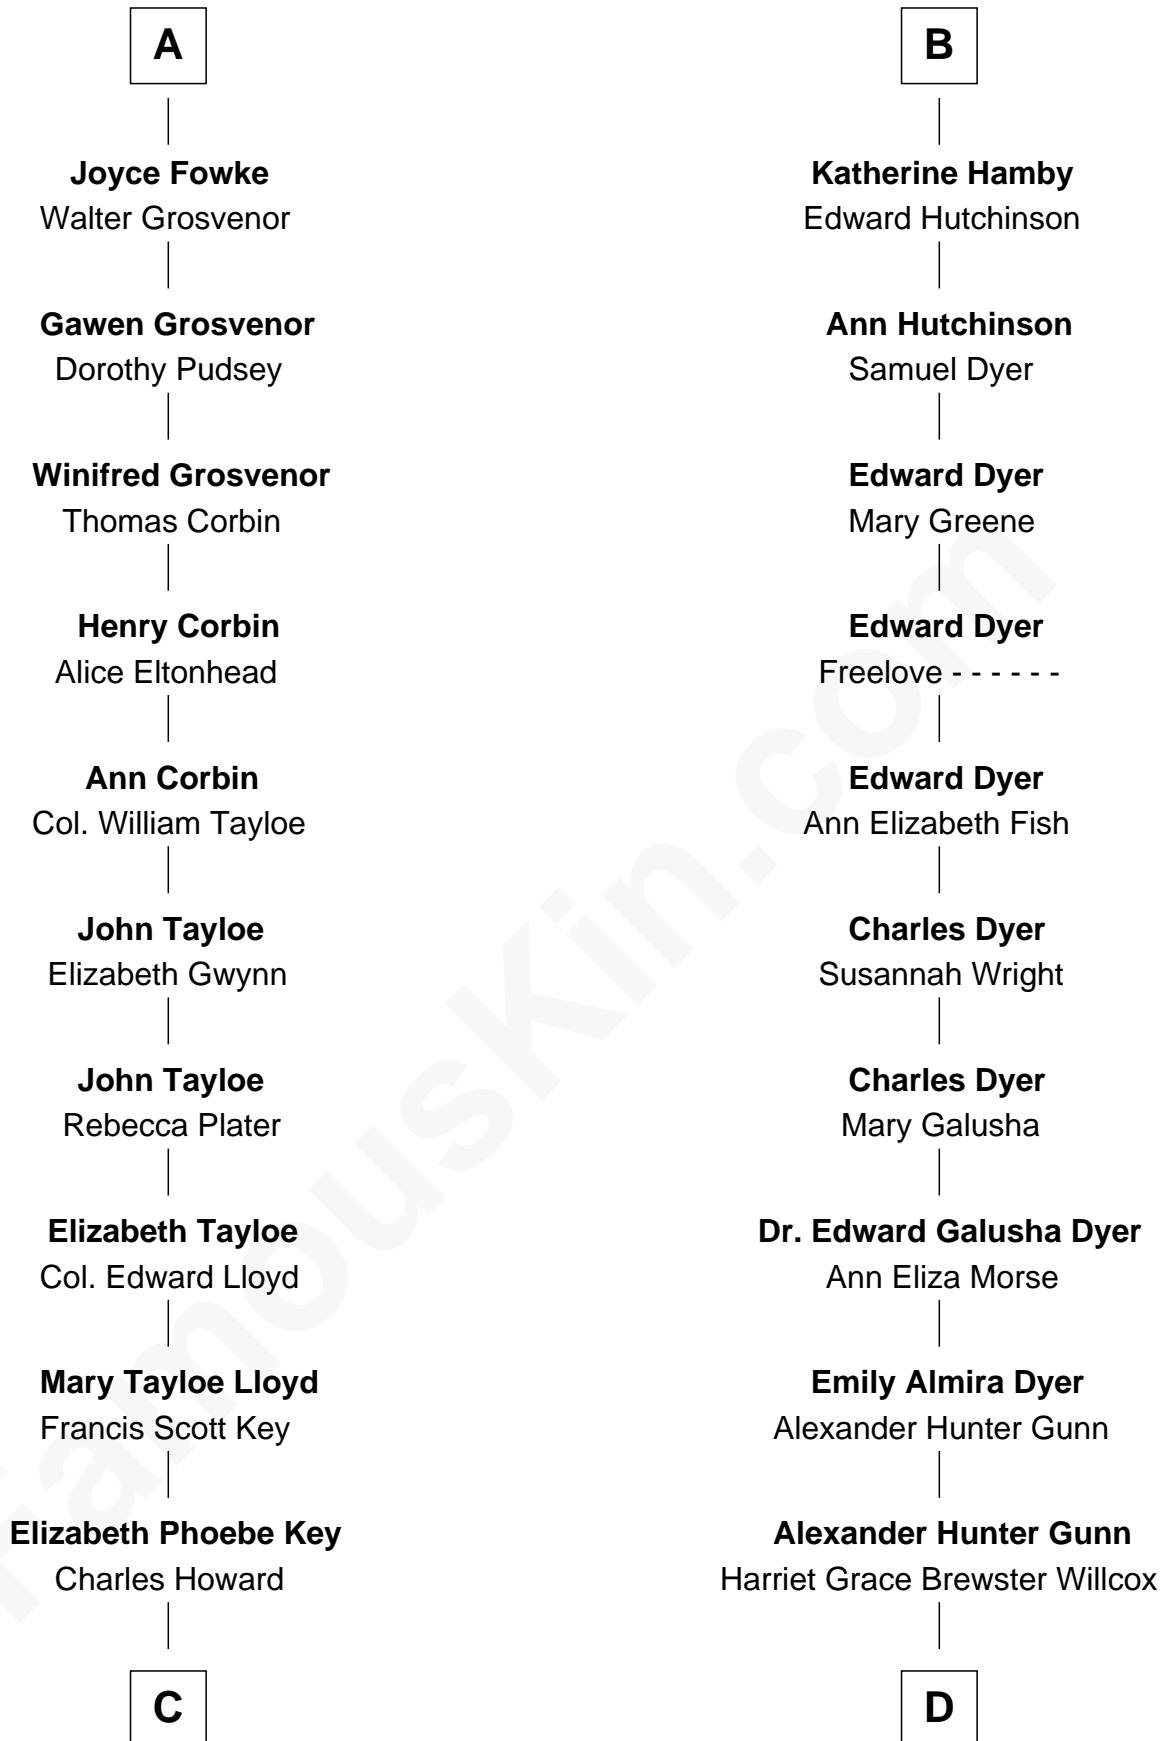 A
Joyce Fowke
Walter Grosvenor
Gawen Grosvenor
Dorothy Pudsey
Winifred Grosvenor
Thomas Corbin
Henry Corbin
Alice Eltonhead
Ann Corbin
Col. William Tayloe
John Tayloe
Elizabeth Gwynn
John Tayloe
Rebecca Plater
Elizabeth Tayloe
Col. Edward Lloyd
Mary Tayloe Lloyd
Francis Scott Key
Elizabeth Phoebe Key
Charles Howard
C
B
Katherine Hamby
Edward Hutchinson
Ann Hutchinson
Samuel Dyer
Edward Dyer
Mary Greene
Edward Dyer
Freelove - - - - - -
Edward Dyer
Ann Elizabeth Fish
Charles Dyer
Susannah Wright
Charles Dyer
Mary Galusha
Dr. Edward Galusha Dyer
Ann Eliza Morse
Emily Almira Dyer
Alexander Hunter Gunn
Alexander Hunter Gunn
Harriet Grace Brewster Willcox
D
FamousKin.com